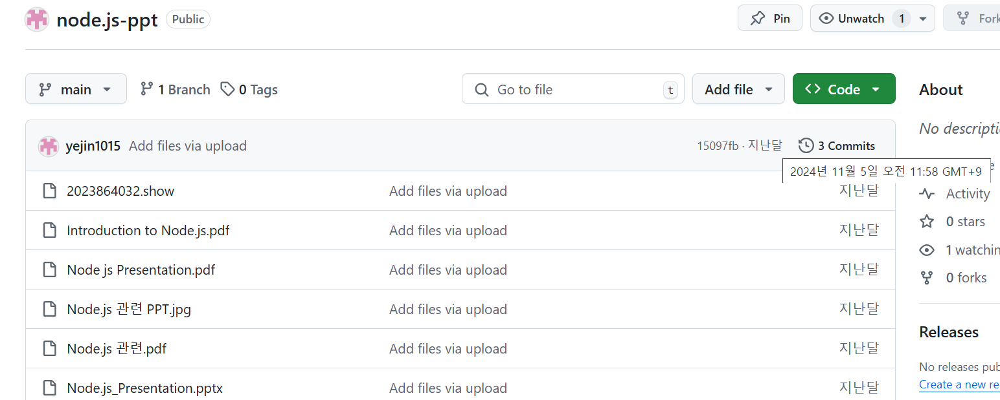 node.js-ppt Public Pin Unwatch 1 Fork
main 1 Branch 0 Tags Go to file t Add file Code About
No descripti
yejin1015 Add files via upload 15097fb · 지난달 3 Commits
2024년 11월 5일 오전 11:58 GMT+9
2023864032.show Add files via upload 지난달
Activity
0 stars
Introduction to Node.js.pdf Add files via upload 지난달
1 watchin
Node js Presentation.pdf Add files via upload 지난달
0 forks
Node.js 관련 PPT.jpg Add files via upload 지난달
Releases
Node.js 관련.pdf Add files via upload 지난달
No releases pub
Create a new re
Node.js_Presentation.pptx Add files via upload 지난달